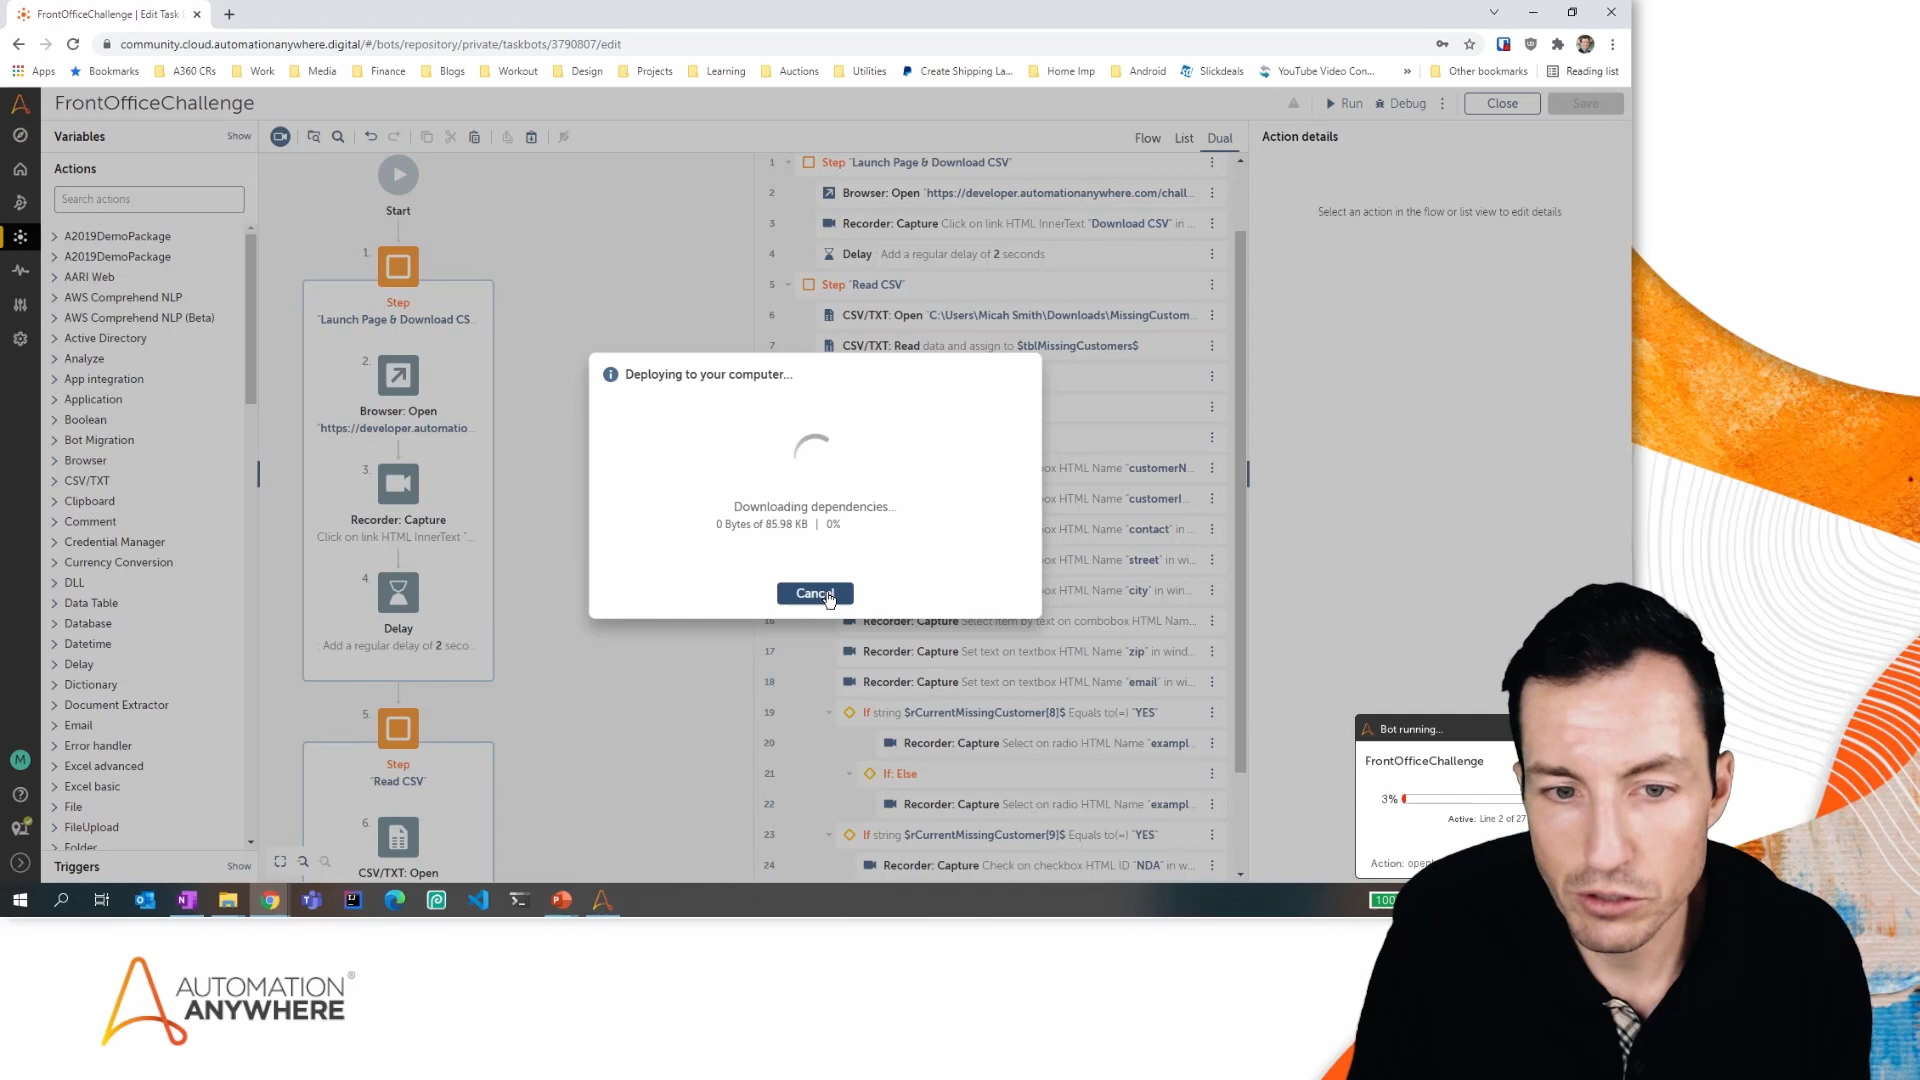 FrontOfficeChallenge | Edit Task
community.cloud.automationanywhere.digital/#/bots/repository/private/taskbots/3790807/edit
Apps Bookmarks A360 CRs Work Media Finance Blogs Workout Design Projects Learning Auctions Utilities Create Shipping La... Home Imp Android Slickdeals YouTube Video Con... » Other bookmarks Reading list
FrontOfficeChallenge
Run Debug Close Save
Variables Show
Flow List Dual
Action details
Select an action in the flow or list view to edit details
Actions
Search actions
A2019DemoPackage
A2019DemoPackage
AARI Web
AWS Comprehend NLP
AWS Comprehend NLP (Beta)
Active Directory
Analyze
App integration
Application
Boolean
Bot Migration
Browser
CSV/TXT
Clipboard
Comment
Credential Manager
Currency Conversion
DLL
Data Table
Database
Datetime
Delay
Dictionary
Document Extractor
Email
Error handler
Excel advanced
Excel basic
File
FileUpload
Folder
Triggers Show
M
Start
1.
Step
"Launch Page & Download CS...
2.
Browser: Open
"https://developer.automatio...
3.
Recorder: Capture
Click on link HTML InnerText "...
4.
Delay
: Add a regular delay of 2 seco...
5.
Step
"Read CSV"
6.
CSV/TXT: Open
1 Step "Launch Page & Download CSV"
2 Browser: Open "https://developer.automationanywhere.com/chall...
3 Recorder: Capture Click on link HTML InnerText "Download CSV" in ...
4 Delay : Add a regular delay of 2 seconds
5 Step "Read CSV"
6 CSV/TXT: Open "C:\Users\Micah Smith\Downloads\MissingCustom...
7 CSV/TXT: Read data and assign to $tblMissingCustomers$
box HTML Name "customerN...
box HTML Name "customerI...
box HTML Name "contact" in ...
box HTML Name "street" in wi...
box HTML Name "city" in win...
16 Recorder: Capture Select item by text on combobox HTML Nam...
17 Recorder: Capture Set text on textbox HTML Name "zip" in wind...
18 Recorder: Capture Set text on textbox HTML Name "email" in wi...
19 If string $rCurrentMissingCustomer[8]$ Equals to(=) "YES"
20 Recorder: Capture Select on radio HTML Name "exampl...
21 If: Else
22 Recorder: Capture Select on radio HTML Name "exampl...
23 If string $rCurrentMissingCustomer[9]$ Equals to(=) "YES"
24 Recorder: Capture Check on checkbox HTML ID "NDA" in w...
Deploying to your computer...
Downloading dependencies...
0 Bytes of 85.98 KB | 0%
Cancel
Bot running...
FrontOfficeChallenge
3%
Active: Line 2 of 27
Action:
100
AUTOMATION
ANYWHERE®